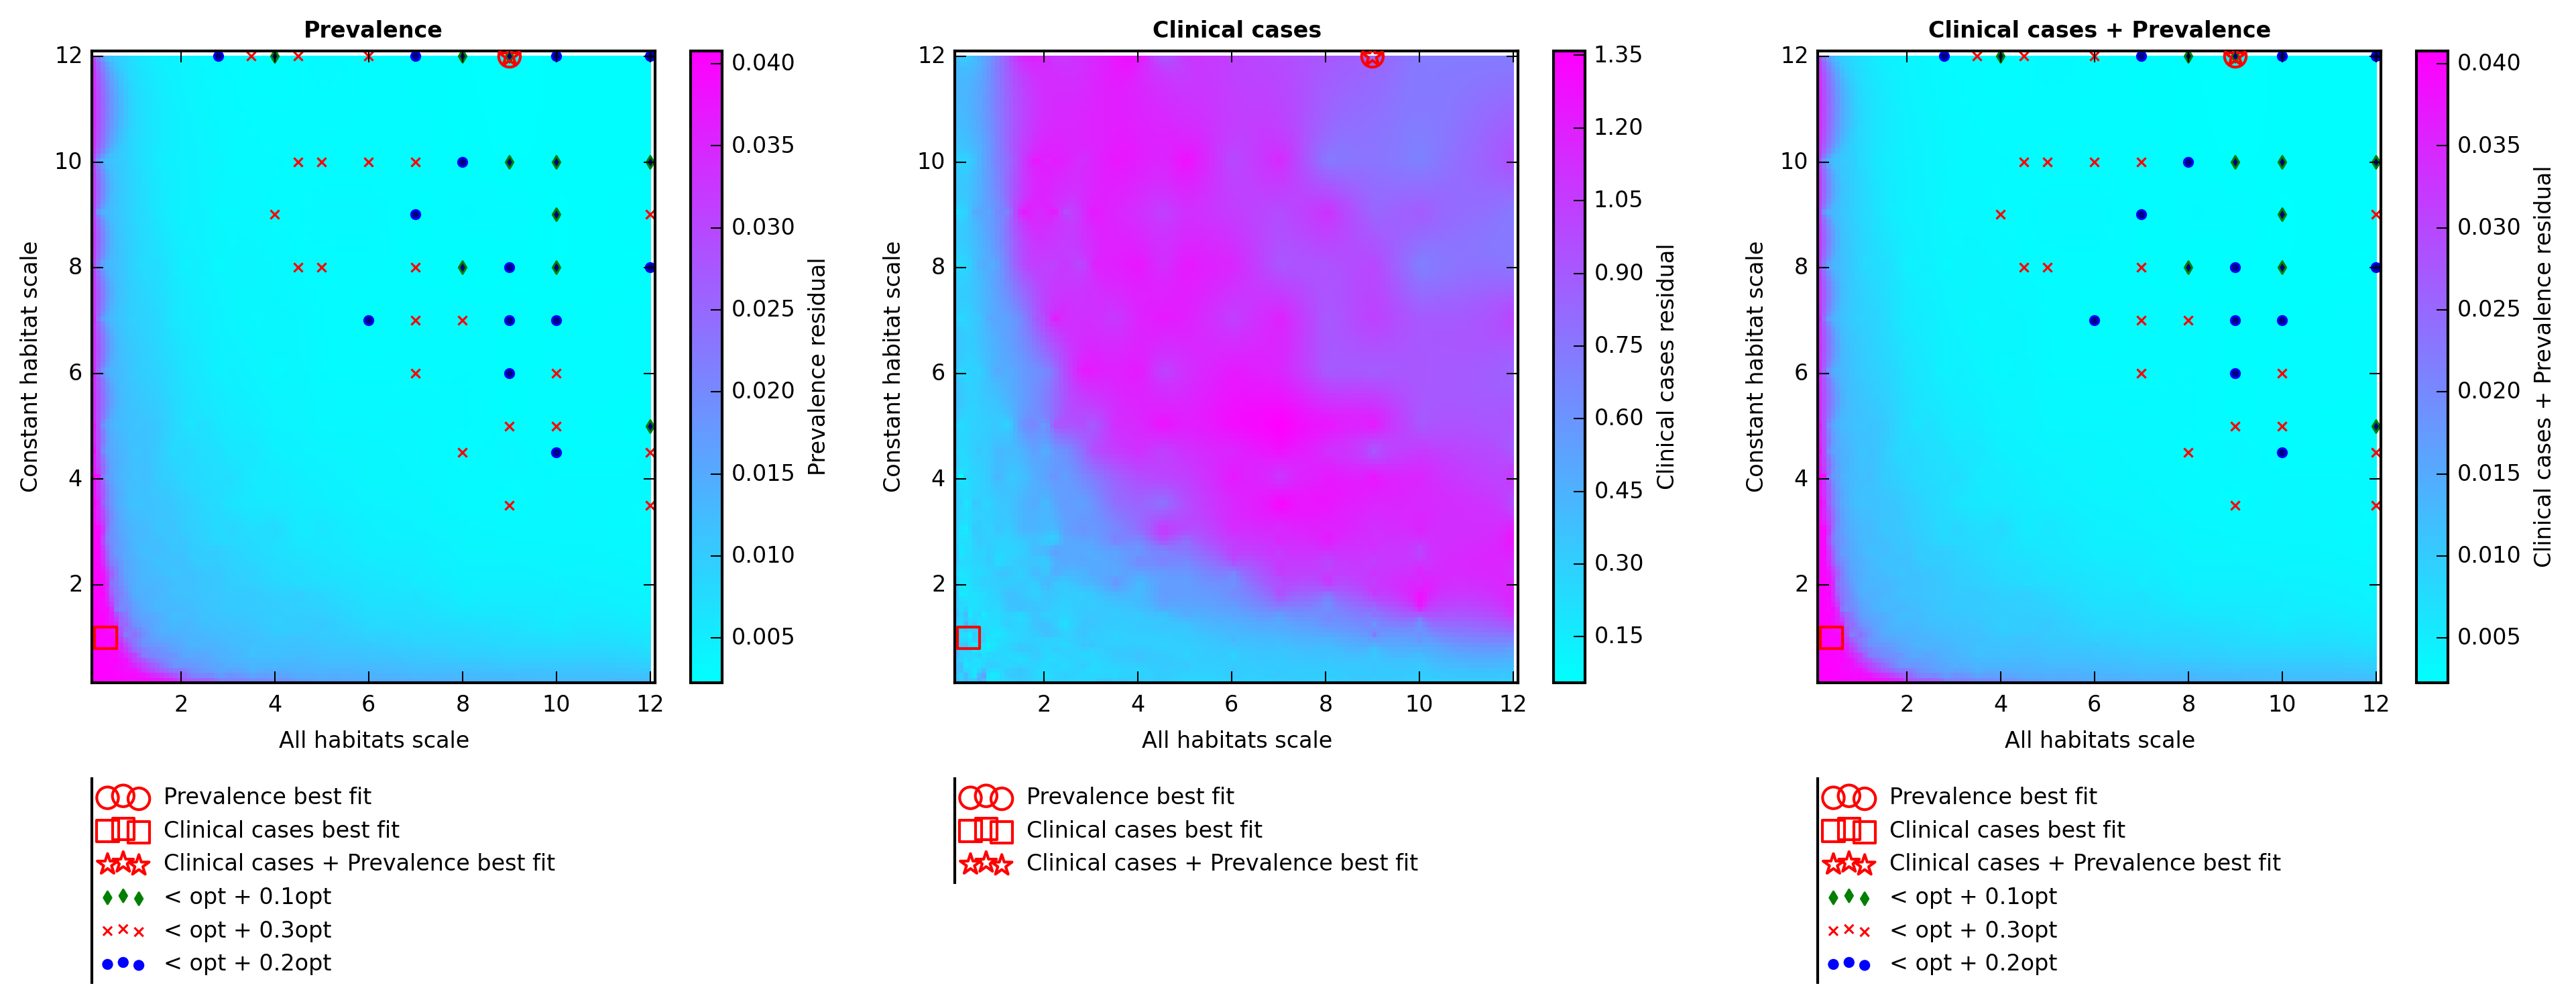 Prevalence
12
10
8
6
4
2
Constant habitat scale
2 4 6 8 10 12
All habitats scale
0.040
0.035
0.030
0.025
0.020
0.015
0.010
0.005
Prevalence residual
Prevalence best fit
Clinical cases best fit
Clinical cases + Prevalence best fit
< opt + 0.1opt
< opt + 0.3opt
< opt + 0.2opt
Clinical cases
12
10
8
6
4
2
Constant habitat scale
2 4 6 8 10 12
All habitats scale
1.35
1.20
1.05
0.90
0.75
0.60
0.45
0.30
0.15
Clinical cases residual
Prevalence best fit
Clinical cases best fit
Clinical cases + Prevalence best fit
Clinical cases + Prevalence
12
10
8
6
4
2
Constant habitat scale
2 4 6 8 10 12
All habitats scale
0.040
0.035
0.030
0.025
0.020
0.015
0.010
0.005
Clinical cases + Prevalence residual
Prevalence best fit
Clinical cases best fit
Clinical cases + Prevalence best fit
< opt + 0.1opt
< opt + 0.3opt
< opt + 0.2opt